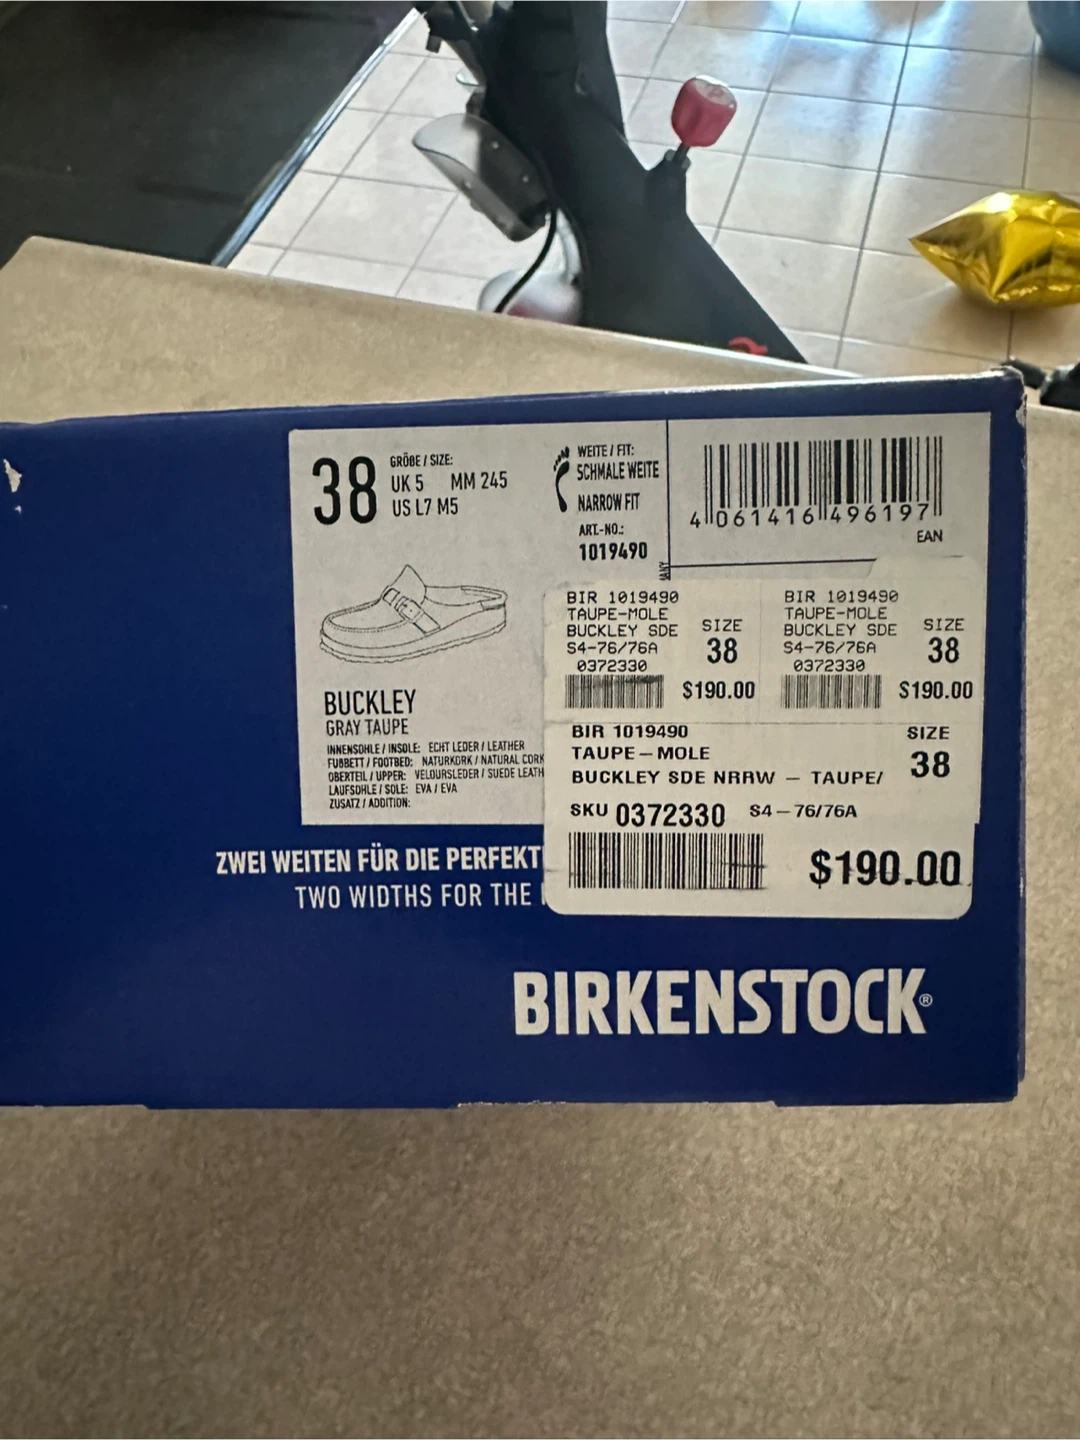 38
GRÖßE / SIZE:
UK 5 MM 245
US L7 M5
WEITE / FIT:
SCHMALE WEITE
NARROW FIT
ART.-NO.:
1019490
4 061416 496197
EAN
BUCKLEY
GRAY TAUPE
INNENSOHLE / INSOLE: ECHT LEDER / LEATHER
FUßBETT / FOOTBED: NATURKORK / NATURAL CORK
OBERTEIL / UPPER: VELOURSLEDER / SUEDE LEATH
LAUFSOHLE / SOLE: EVA / EVA
ZUSATZ / ADDITION:
BIR 1019490
TAUPE-MOLE
BUCKLEY SDE
S4-76/76A
0372330
SIZE
38
$190.00
BIR 1019490
TAUPE-MOLE
BUCKLEY SDE
S4-76/76A
0372330
SIZE
38
$190.00
BIR 1019490
TAUPE-MOLE
BUCKLEY SDE NRRW - TAUPE/
SIZE
38
SKU 0372330 S4-76/76A
$190.00
ZWEI WEITEN FÜR DIE PERFEKT
TWO WIDTHS FOR THE
BIRKENSTOCK®